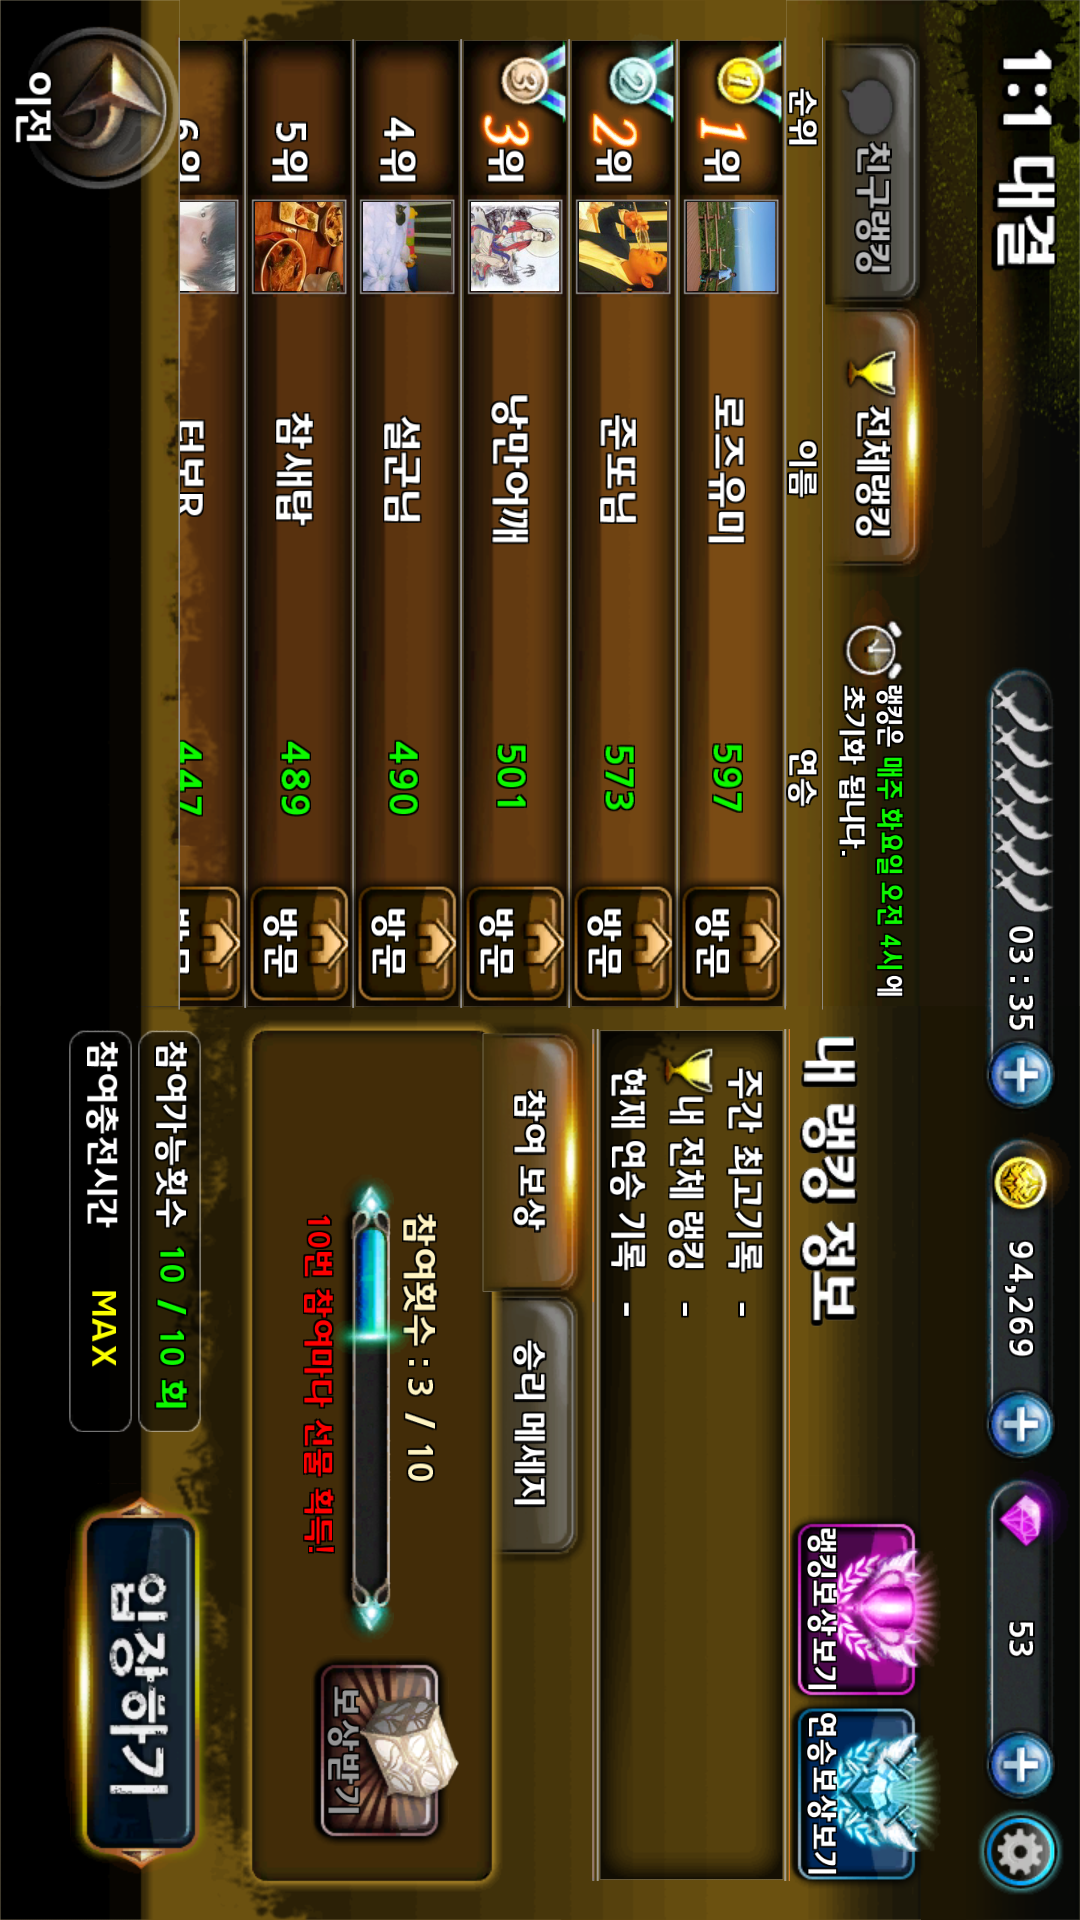 1:1 대결
03 : 35
94,269
53
친구랭킹
전체랭킹
랭킹은 매주 화요일 오전 4시에
초기화 됩니다.
순위 이름 연승
1위 로즈유미 597 방문
2위 준또님 573 방문
3위 낭만어깨 501 방문
4위 설군님 490 방문
5위 참새탐 489 방문
6위 터보R 447 방문
이전
내 랭킹 정보
랭킹보상보기
연승보상보기
주간 최고기록 -
내 전체 랭킹 -
현재 연승 기록 -
참여 보상
승리 메세지
참여횟수 : 3 / 10
10번 참여마다 선물 획득!
보상받기
참여가능횟수 10 / 10 회
참여충전시간 MAX
입장하기